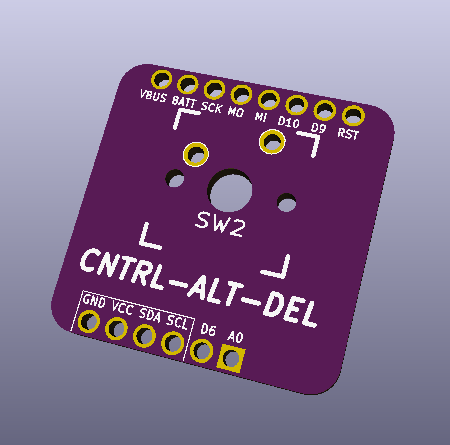 VBUS BATT SCK MO MI D10 D9 RST
SW2
CNTRL-ALT-DEL
GND VCC SDA SCL D6 A0